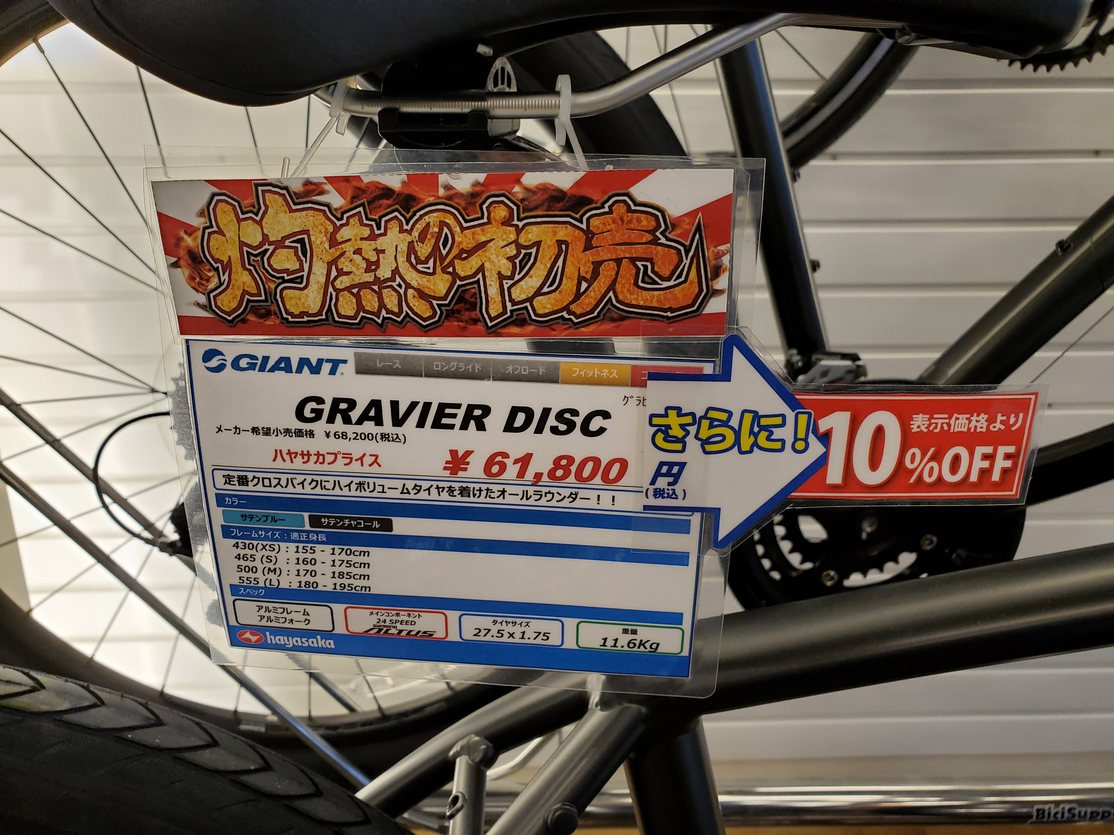 灼熱の初売
GIANT
レース ロングライド オフロード フィットネス
GRAVIER DISC
メーカー希望小売価格 ¥68,200(税込)
ハヤサカプライス ¥ 61,800
円
(税込)
さらに!
表示価格より
10%OFF
定番クロスバイクにハイボリュームタイヤを着けたオールラウンダー!!
カラー
サテンブルー サテンチャコール
フレームサイズ:適正身長
430(XS) : 155 - 170cm
465 (S) : 160 - 175cm
500 (M) : 170 - 185cm
555 (L) : 180 - 195cm
スペック
アルミフレーム
アルミフォーク
メインコンポーネント
24 SPEED
SHIMANO
ALTUS
タイヤサイズ
27.5 x 1.75
重量
11.6Kg
hayasaka